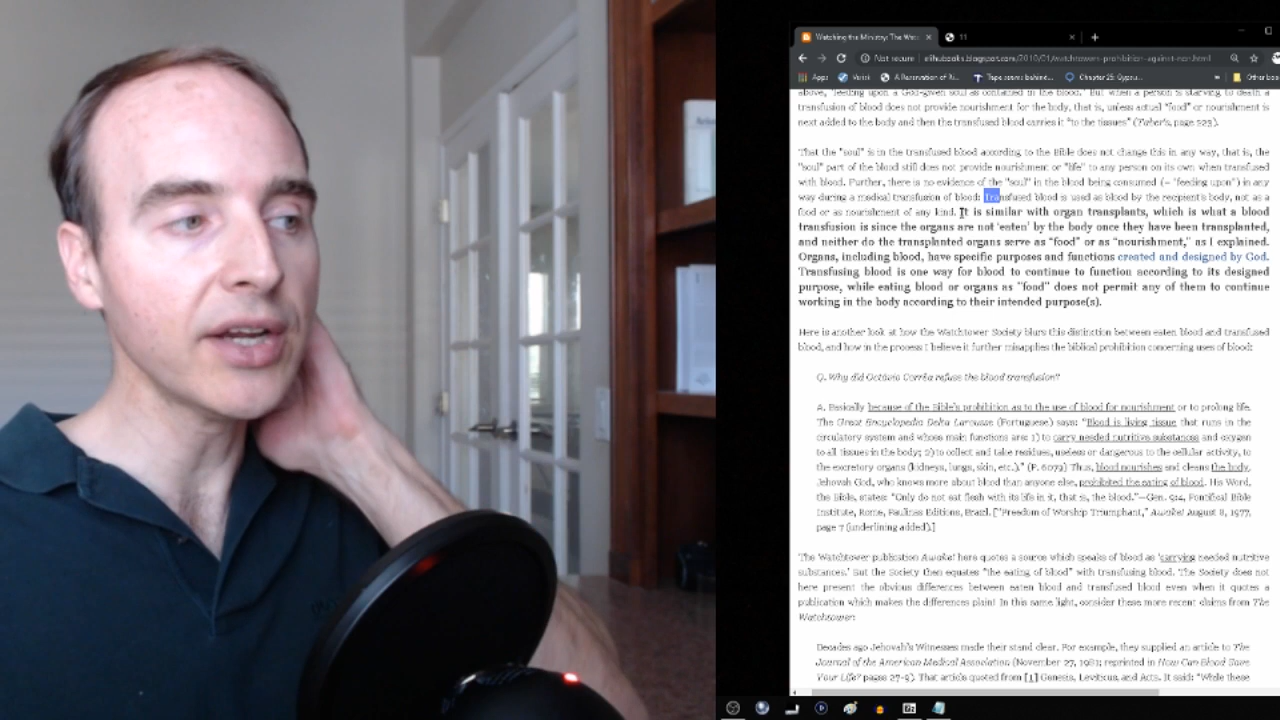 Watching the Ministry: The Wat
11
Not secure
elihubooks.blogspot.com/2010/01/watchtowers-prohibition-against-non.html
Apps
A Reservation of Ri...
Tapa seems behin...
Chapter 25:
Other boo
above, 'feeding upon a God-given soul as contained in the blood.' But when a person is starving to death a
transfusion of blood does not provide nourishment for the body, that is, unless actual "food" or nourishment is
next added to the body and then the transfused blood carries it "to the tissues" (Taber's, page 223).
That the "soul" is in the transfused blood according to the Bible does not change this in any way, that is, the
"soul" part of the blood still does not provide nourishment or "life" to any person on its own when transfused
with blood. Further, there is no evidence of the "soul" in the blood being consumed (= "feeding upon") in any
way during a medical transfusion of blood: Transfused blood is used as blood by the recipient's body, not as a
food or as nourishment of any kind. It is similar with organ transplants, which is what a blood
transfusion is since the organs are not 'eaten' by the body once they have been transplanted,
and neither do the transplanted organs serve as "food" or as "nourishment," as I explained.
Organs, including blood, have specific purposes and functions created and designed by God.
Transfusing blood is one way for blood to continue to function according to its designed
purpose, while eating blood or organs as "food" does not permit any of them to continue
working in the body according to their intended purpose(s).
Here is another look at how the Watchtower Society blurs this distinction between eaten blood and transfused
blood, and how in the process I believe it further misapplies the biblical prohibition concerning uses of blood:
Q. Why did Octávio Corrêa refuse the blood transfusion?
A. Basically because of the Bible's prohibition as to the use of blood for nourishment or to prolong life.
The Great Encyclopedia Delta Larousse (Portuguese) says: "Blood is living tissue that runs in the
circulatory system and whose main functions are: 1) to carry needed nutritive substances and oxygen
to all tissues in the body; 2) to collect and take residues, useless or dangerous to the cellular activity, to
the excretory organs (kidneys, lungs, skin, etc.)." (P. 6079) Thus, blood nourishes and cleans the body.
Jehovah God, who knows more about blood than anyone else, prohibited the eating of blood. His Word,
the Bible, states: "Only do not eat flesh with its life in it, that is, the blood."—Gen. 9:4, Pontifical Bible
Institute, Rome, Paulinas Editions, Brazil. ["Freedom of Worship Triumphant," Awake! August 8, 1977,
page 7 (underlining added).]
The Watchtower publication Awake! here quotes a source which speaks of blood as 'carrying needed nutritive
substances.' But the Society then equates "the eating of blood" with transfusing blood. The Society does not
here present the obvious differences between eaten blood and transfused blood even when it quotes a
publication which makes the differences plain! In this same light, consider these more recent claims from The
Watchtower:
Decades ago Jehovah's Witnesses made their stand clear. For example, they supplied an article to The
Journal of the American Medical Association (November 27, 1981; reprinted in How Can Blood Save
Your Life? pages 27-9). That article quoted from [1] Genesis, Leviticus, and Acts. It said: "While these